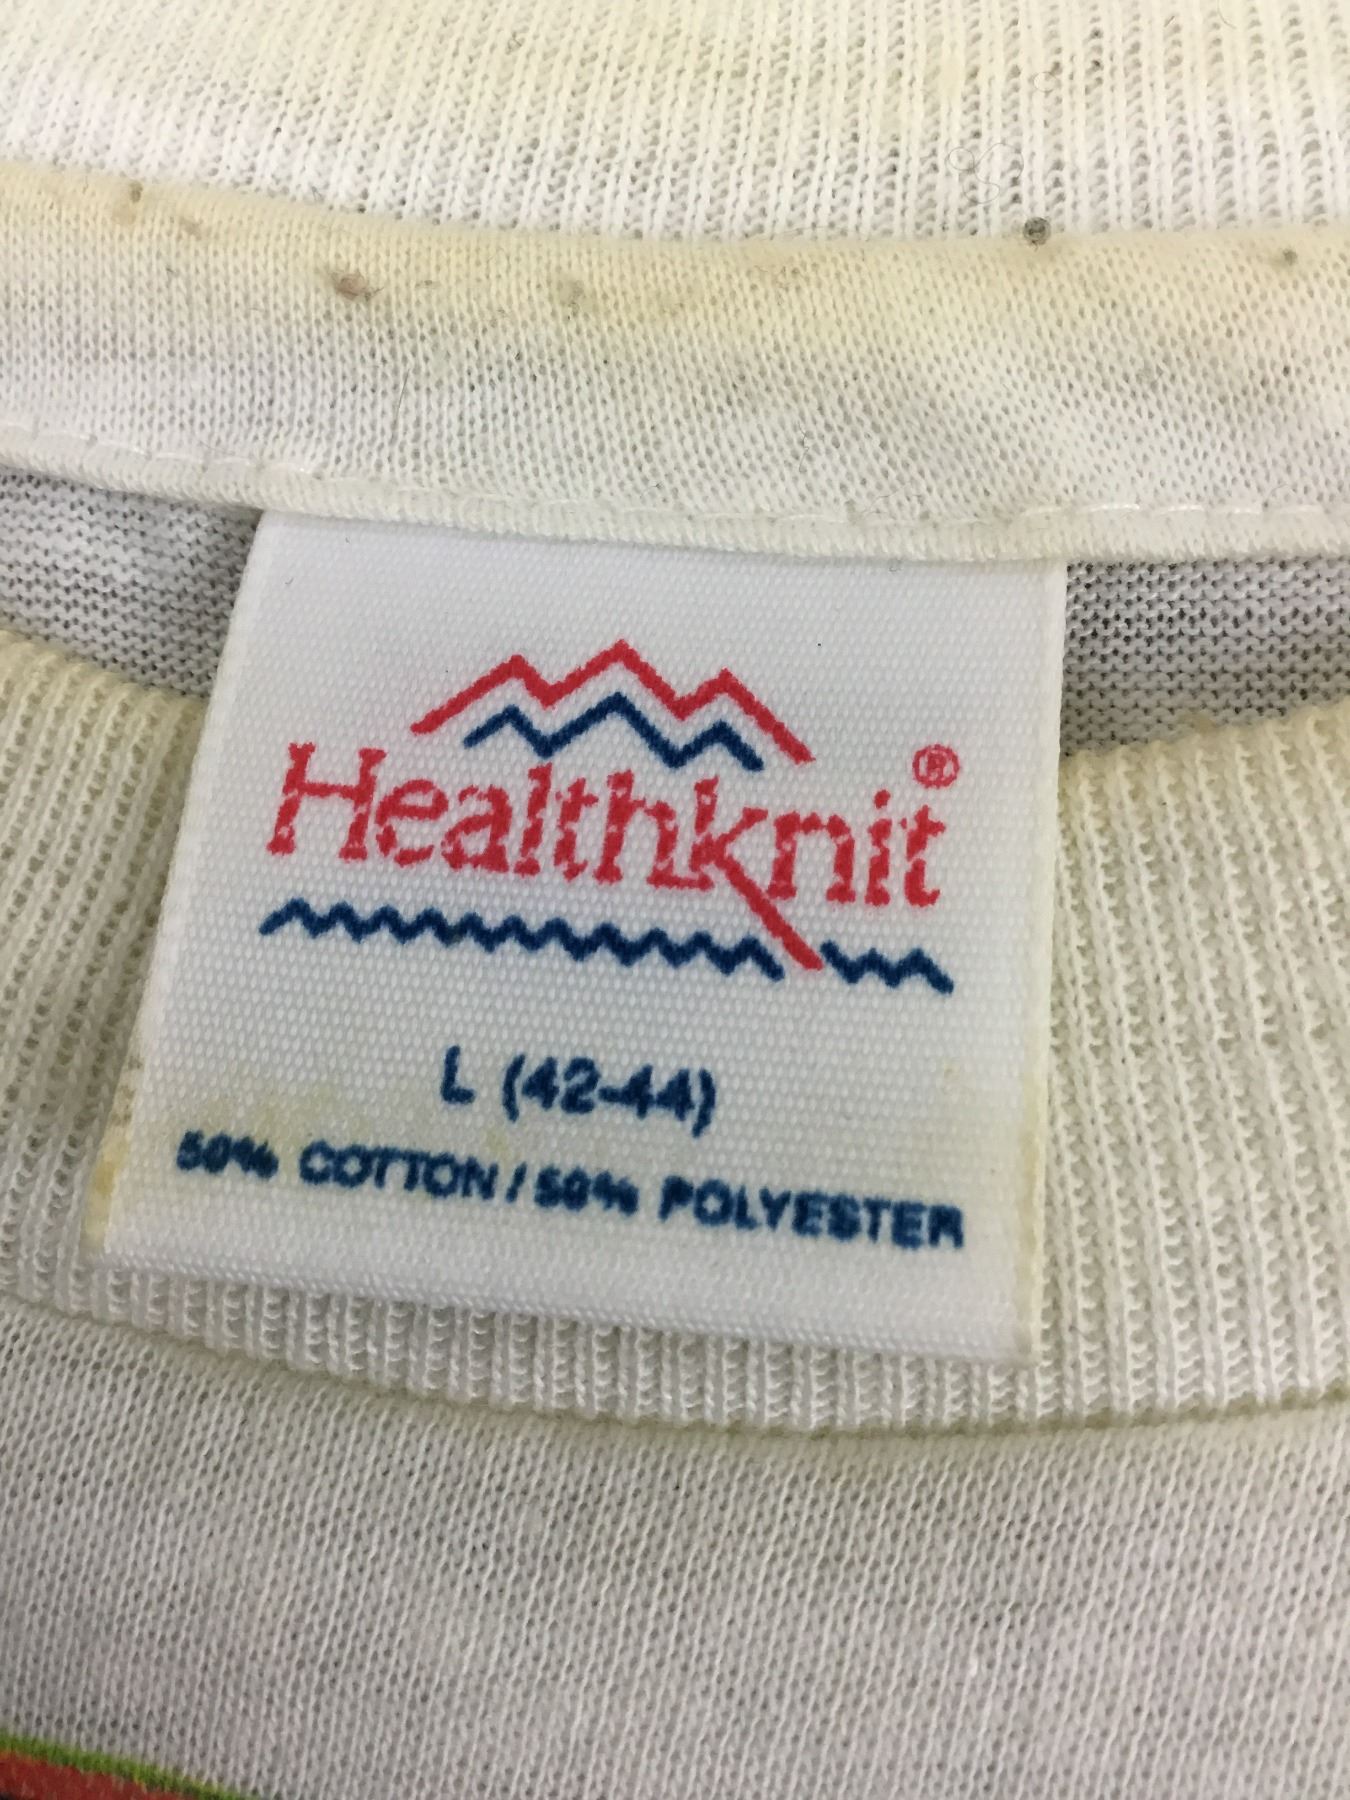 Healthknit®
L (42-44)
50% COTTON / 50% POLYESTER